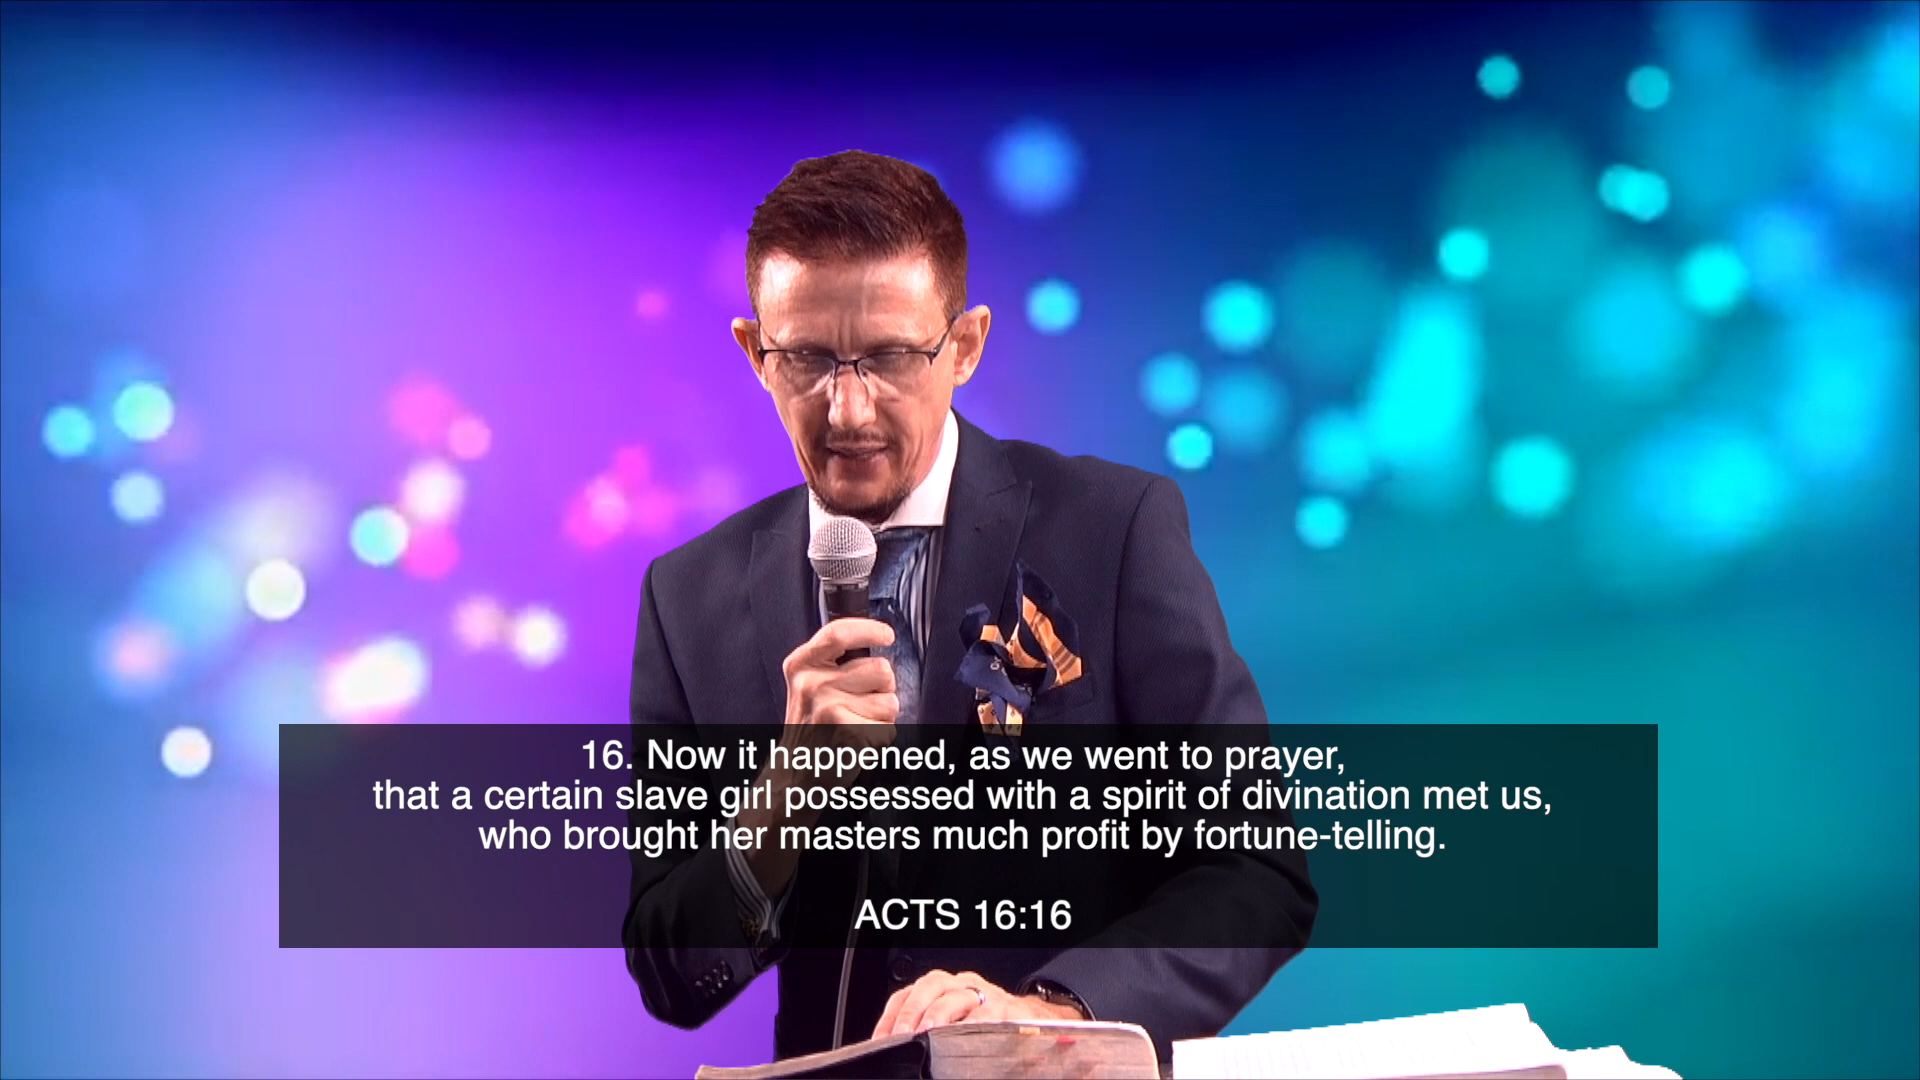 16. Now it happened, as we went to prayer,
that a certain slave girl possessed with a spirit of divination met us,
who brought her masters much profit by fortune-telling.
ACTS 16:16